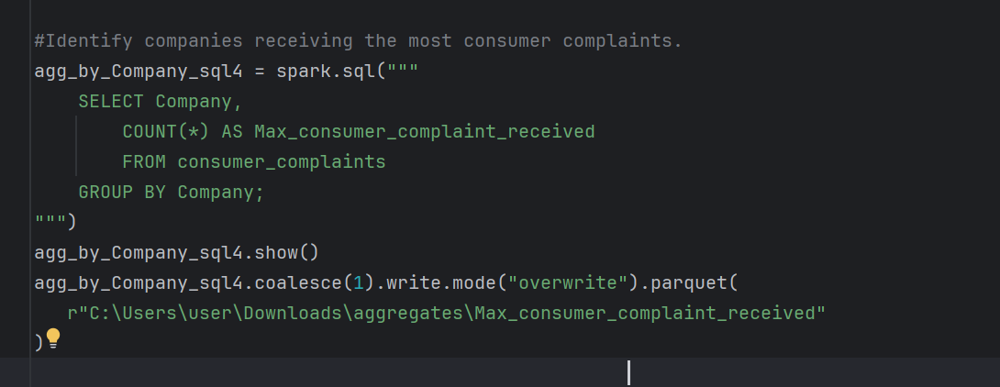 #Identify companies receiving the most consumer complaints.
agg_by_Company_sql4 = spark.sql("""
    SELECT Company,
        COUNT(*) AS Max_consumer_complaint_received
        FROM consumer_complaints
    GROUP BY Company;
""")
agg_by_Company_sql4.show()
agg_by_Company_sql4.coalesce(1).write.mode("overwrite").parquet(
   r"C:\Users\user\Downloads\aggregates\Max_consumer_complaint_received"
)